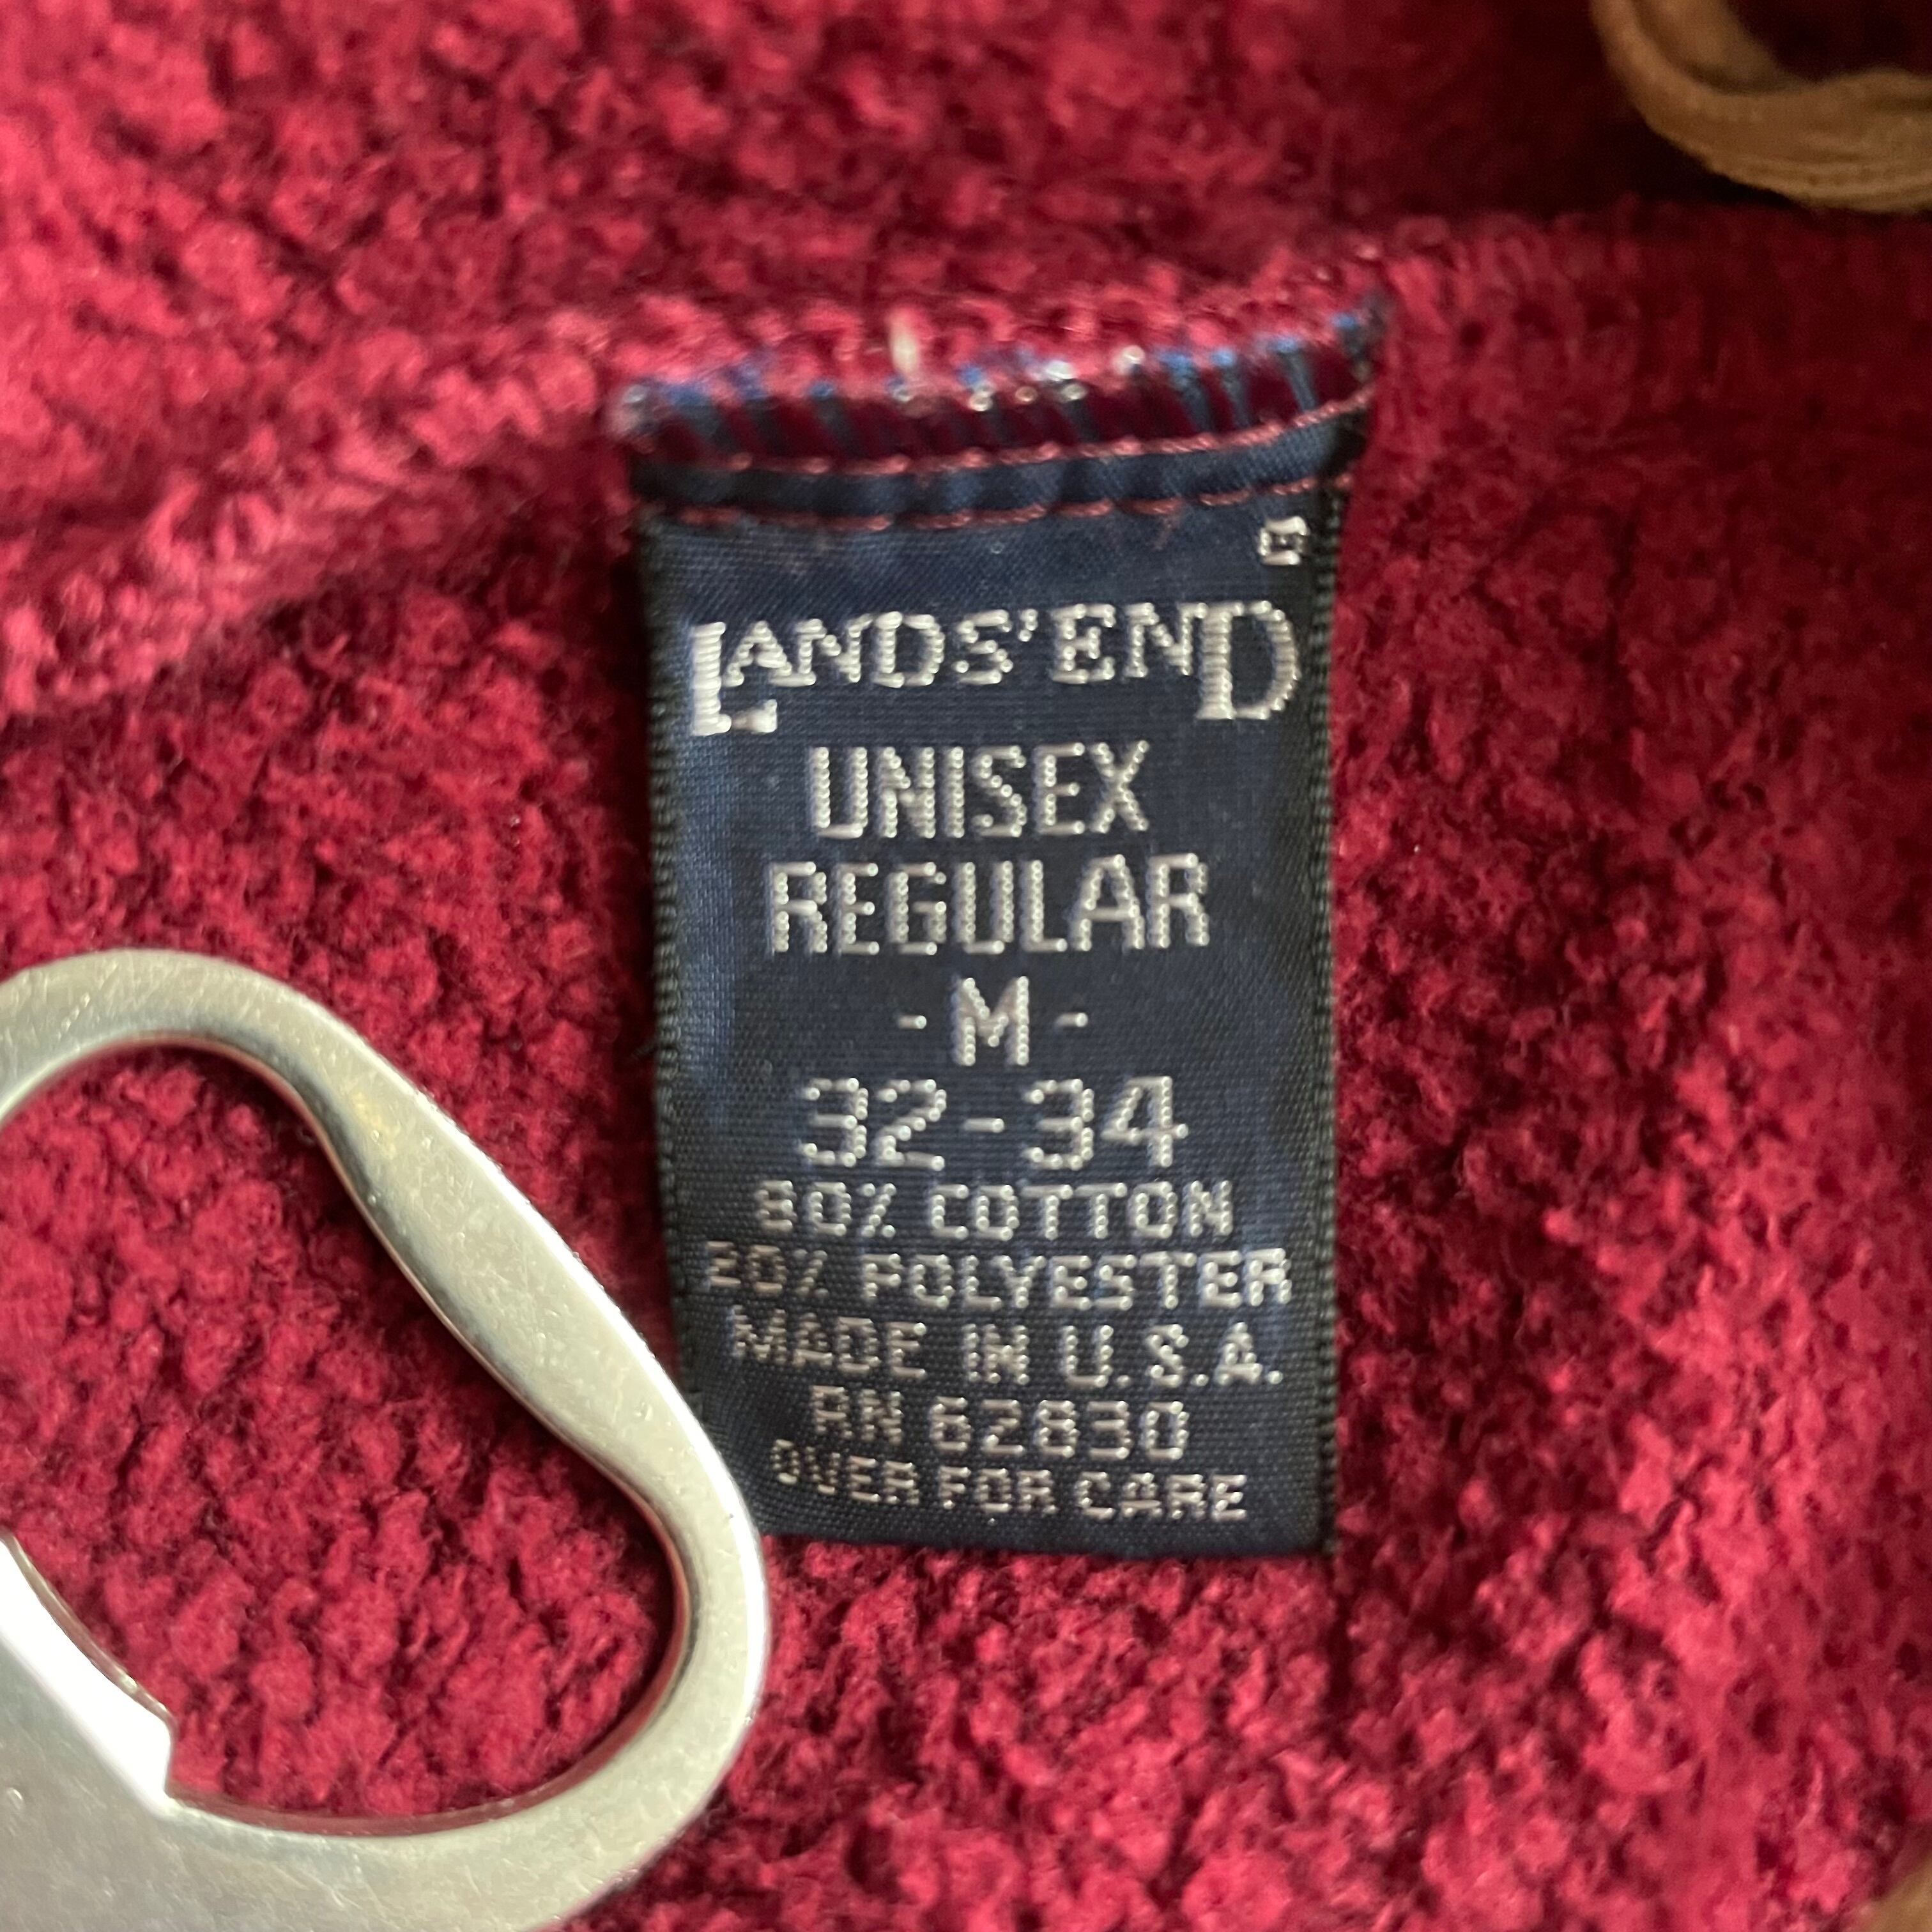 G
LANDS' END
UNISEX
REGULAR
- M -
32-34
80% COTTON
20% POLYESTER
MADE IN U.S.A.
RN 62830
OVER FOR CARE